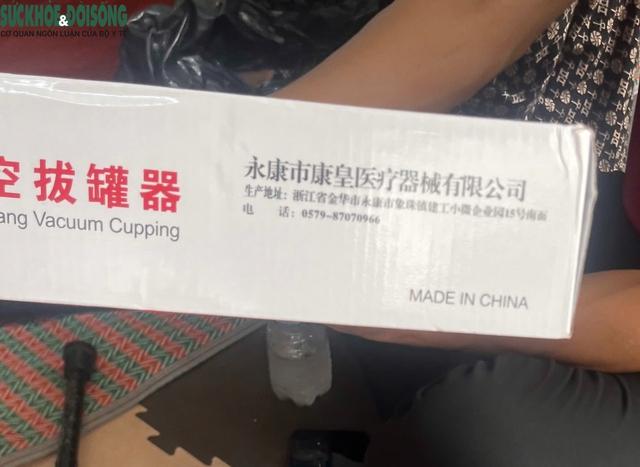 SỨCKHỎE&ĐỜISỐNG
CƠ QUAN NGÔN LUẬN CỦA BỘ Y TẾ
空拔罐器
ang Vacuum Cupping
永康市康皇医疗器械有限公司
生产地址：浙江省金华市永康市象珠镇建工小微企业园15号南面
电 话：0579-87070966
MADE IN CHINA